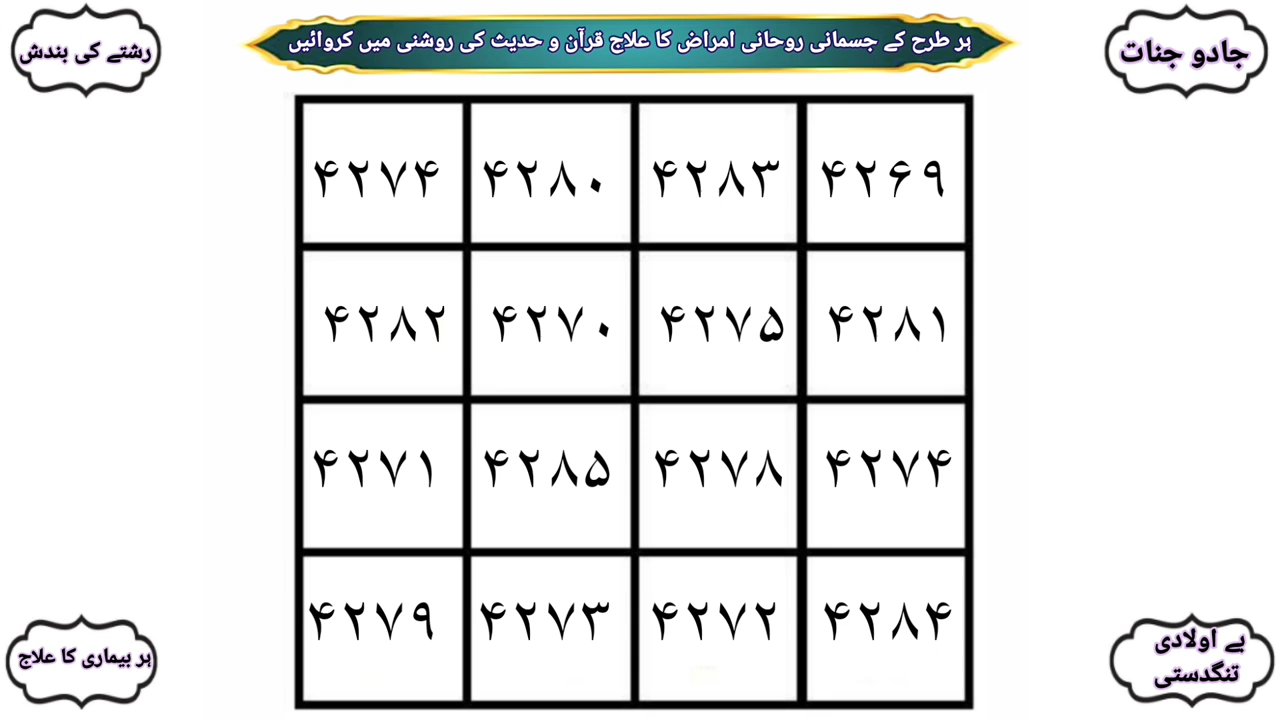 ہر طرح کے جسمانی روحانی امراض کا علاج قرآن و حدیث کی روشنی میں کروائیں
جادو جنات
رشتے کی بندش
۴۲۷۴ ۴۲۸۰ ۴۲۸۳ ۴۲۶۹
۴۲۸۲ ۴۲۷۰ ۴۲۷۵ ۴۲۸۱
۴۲۷۱ ۴۲۸۵ ۴۲۷۸ ۴۲۷۴
۴۲۷۹ ۴۲۷۳ ۴۲۷۲ ۴۲۸۴
بے اولادی
تنگدستی
ہر بیماری کا علاج